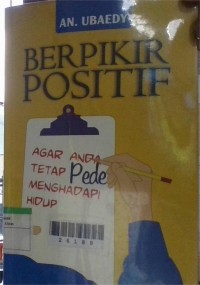 AN. UBAEDY
BERPIKIR
POSITIF
AGAR ANDA
TETAP Pede
MENGHADAPI
HIDUP